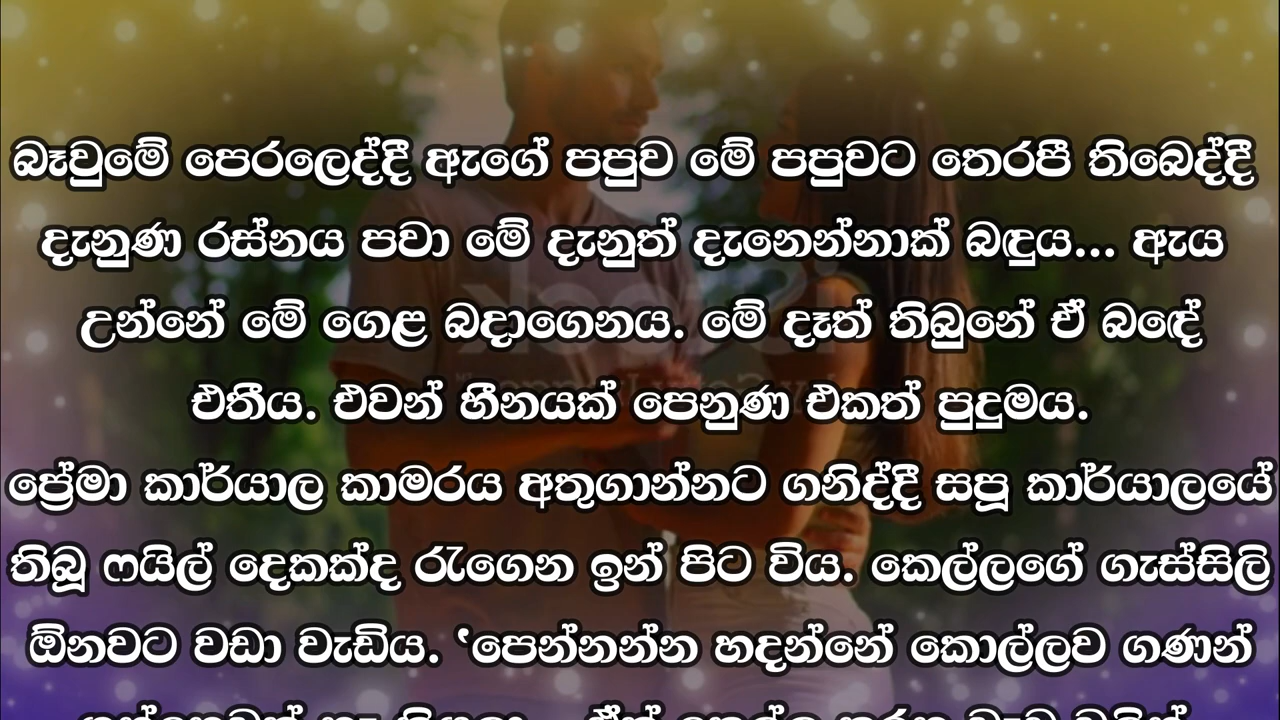 බෑවුමේ පෙරලෙද්දී ඇගේ පපුව මේ පපුවට තෙරපී තිබෙද්දී
දැනුණ රස්නය පවා මේ දැනුත් දැනෙන්නාක් බඳුය... ඇය
උන්නේ මේ ගෙළ බදාගෙනය. මේ දෑත් තිබුනේ ඒ බඳේ
එතීය. එවන් හීනයක් පෙනුණ එකත් පුදුමය.
ප්‍රේමා කාර්යාල කාමරය අතුගාන්නට ගනිද්දී සපූ කාර්යාලයේ
තිබූ ෆයිල් දෙකක්ද රැගෙන ඉන් පිට විය. කෙල්ලගේ ගැස්සිලි
ඕනවට වඩා වැඩිය. ‘පෙන්නන්න හදන්නේ කොල්ලව ගණන්